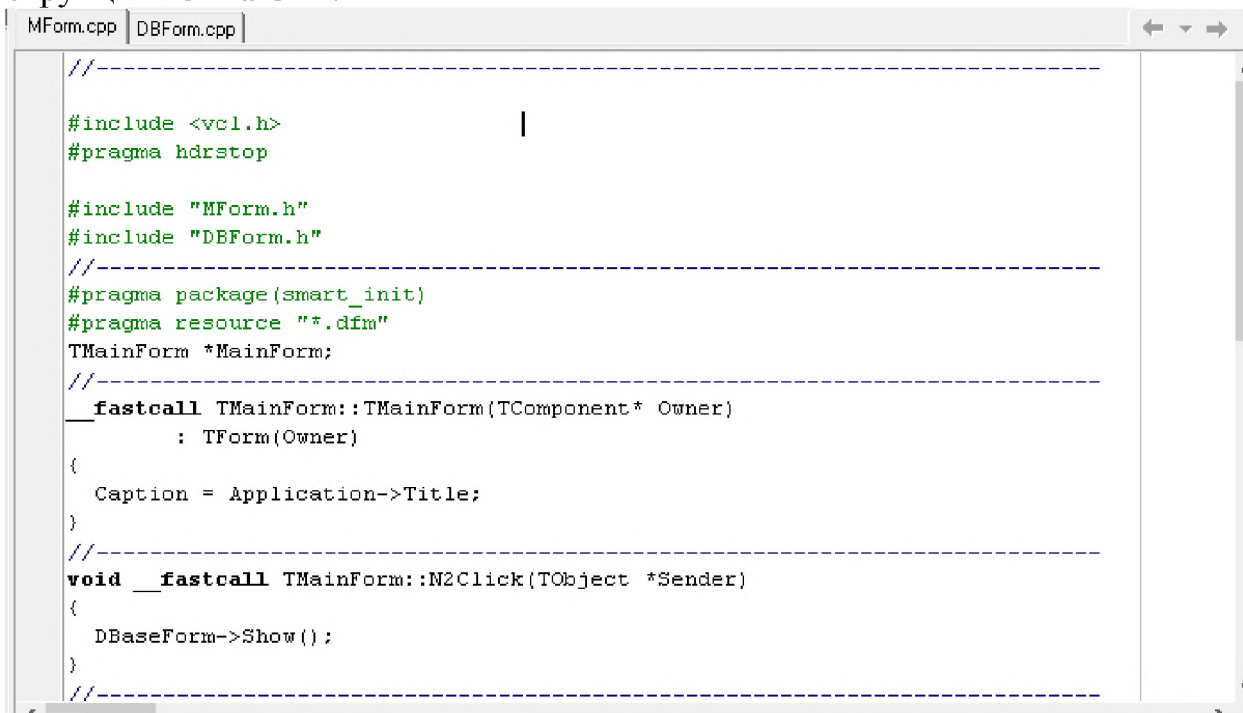 MForm.cpp DBForm.cpp
//--------------------------------------------------------------------------
#include <vcl.h>
#pragma hdrstop
#include "MForm.h"
#include "DBForm.h"
//--------------------------------------------------------------------------
#pragma package(smart_init)
#pragma resource "*.dfm"
TMainForm *MainForm;
//--------------------------------------------------------------------------
__fastcall TMainForm::TMainForm(TComponent* Owner)
: TForm(Owner)
{
Caption = Application->Title;
}
//--------------------------------------------------------------------------
void __fastcall TMainForm::N2Click(TObject *Sender)
{
DBaseForm->Show();
}
//--------------------------------------------------------------------------